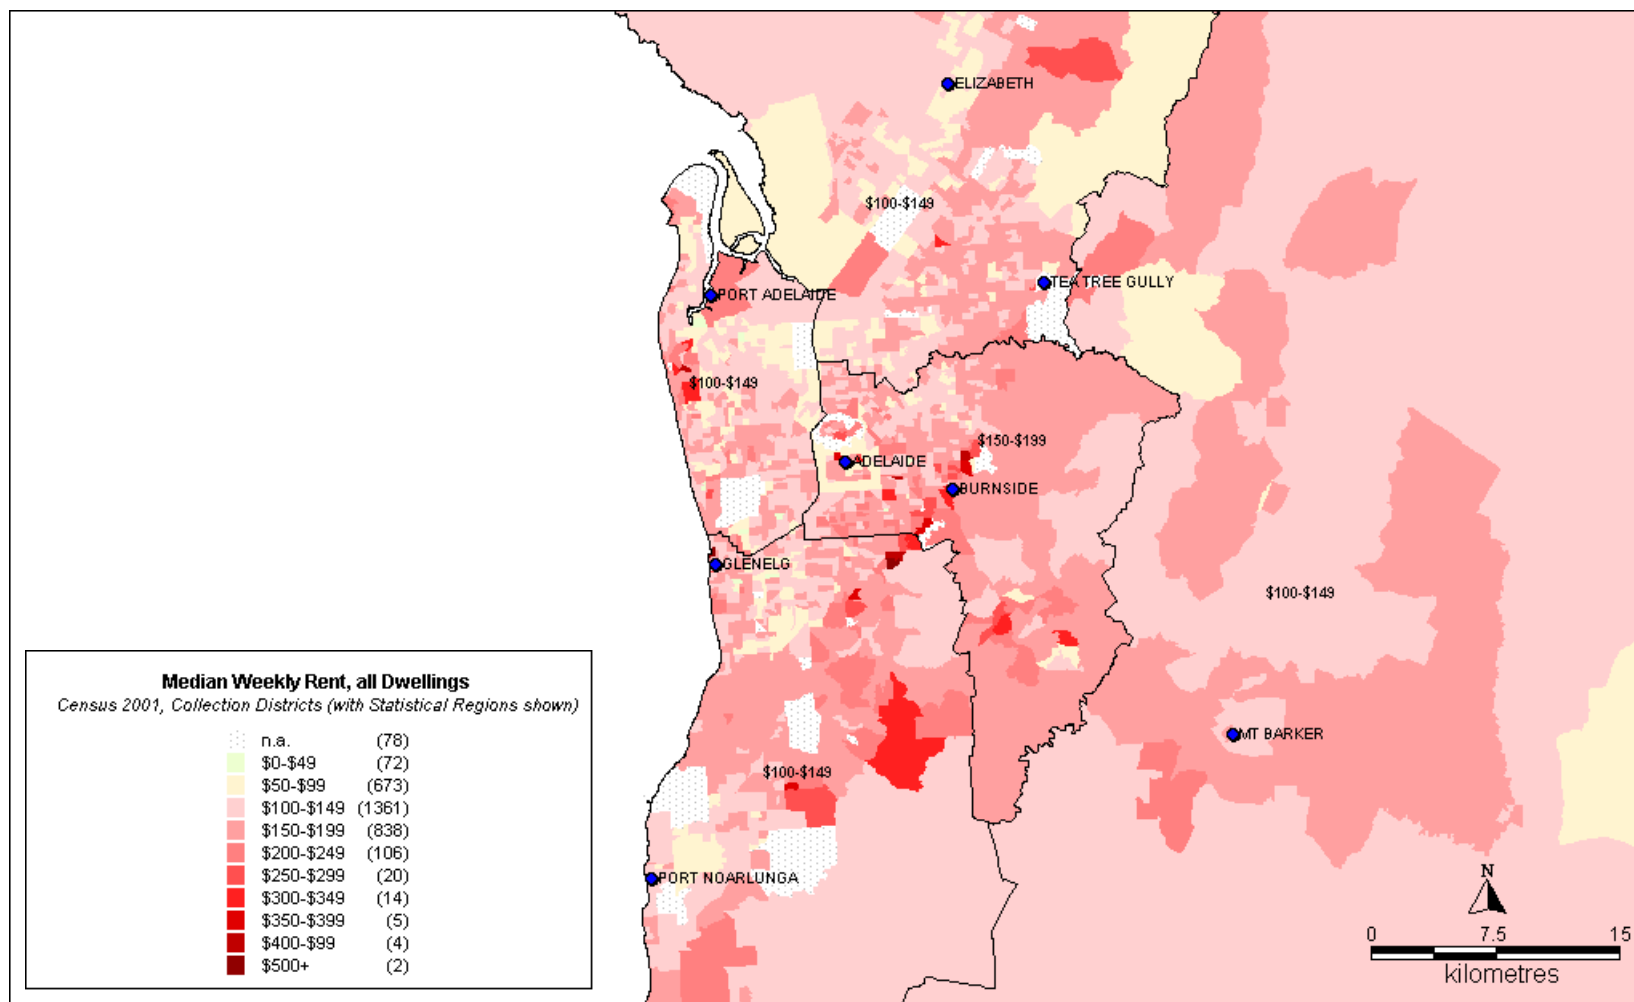 ELIZABETH
$100-$149
TEA TREE GULLY
PORT ADELAIDE
$100-$149
$150-$199
ADELAIDE
BURNSIDE
GLENELG
$100-$149
MT BARKER
$100-$149
PORT NOARLUNGA
Median Weekly Rent, all Dwellings
Census 2001, Collection Districts (with Statistical Regions shown)
n.a. (78)
$0-$49 (72)
$50-$99 (673)
$100-$149 (1361)
$150-$199 (838)
$200-$249 (106)
$250-$299 (20)
$300-$349 (14)
$350-$399 (5)
$400-$99 (4)
$500+ (2)
N
0 7.5 15
kilometres